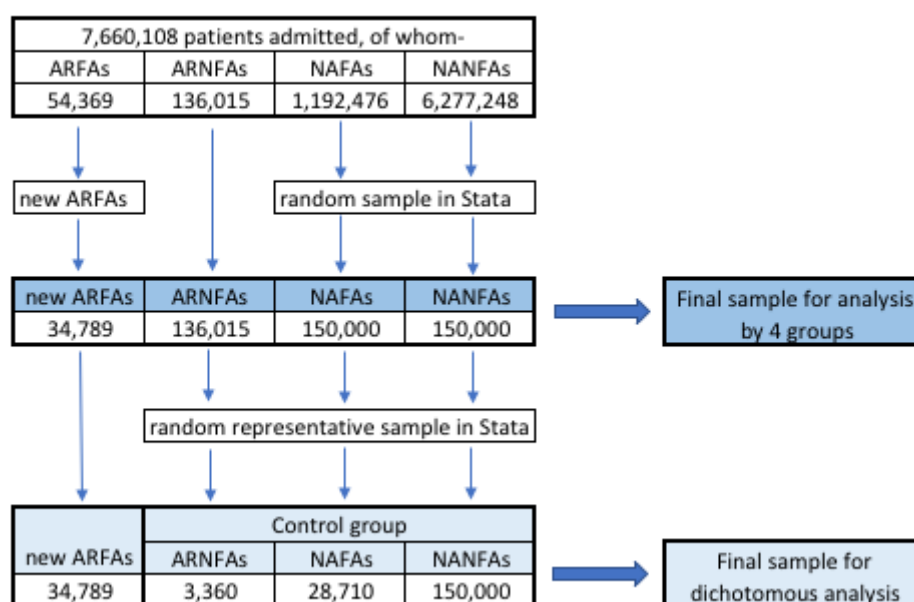 7,660,108 patients admitted, of whom-
ARFAs ARNFAs NAFAs NANFAs
54,369 136,015 1,192,476 6,277,248
new ARFAs random sample in Stata
new ARFAs ARNFAs NAFAs NANFAs
34,789 136,015 150,000 150,000
Final sample for analysis
by 4 groups
random representative sample in Stata
Control group
new ARFAs ARNFAs NAFAs NANFAs
34,789 3,360 28,710 150,000
Final sample for
dichotomous analysis